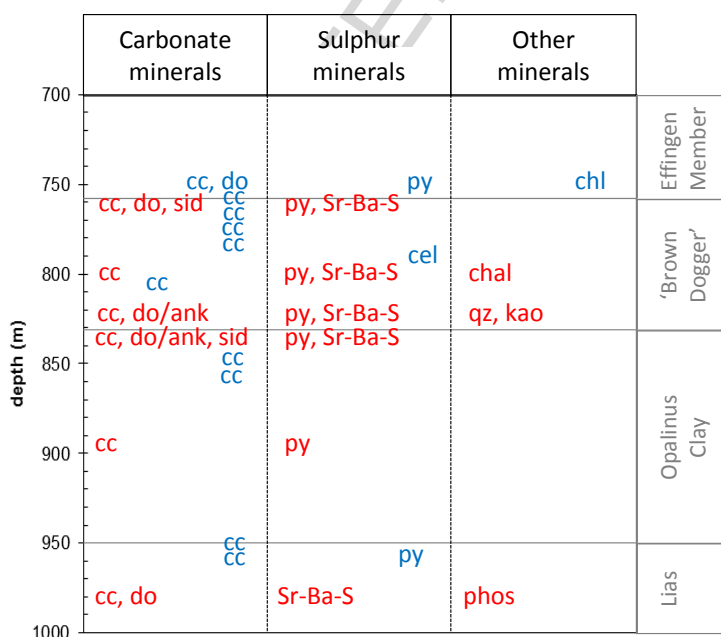 Carbonate minerals
Sulphur minerals
Other minerals
700
Effingen Member
750
cc, do
py
chl
cc
cc, do, sid
py, Sr-Ba-S
cc
cc
cc
'Brown Dogger'
cel
800
cc
py, Sr-Ba-S
chal
cc
cc, do/ank
py, Sr-Ba-S
qz, kao
cc, do/ank, sid
py, Sr-Ba-S
depth (m)
850
cc
cc
Opalinus Clay
900
cc
py
950
cc
cc
py
Lias
cc, do
Sr-Ba-S
phos
1000